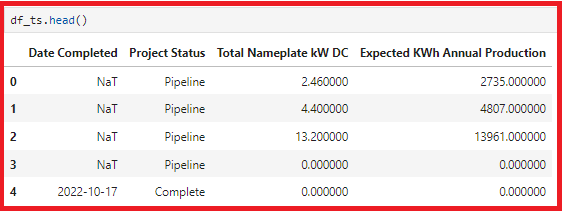 df_ts.head()
Date Completed Project Status Total Nameplate kW DC Expected KWh Annual Production
0 NaT Pipeline 2.460000 2735.000000
1 NaT Pipeline 4.400000 4807.000000
2 NaT Pipeline 13.200000 13961.000000
3 NaT Pipeline 0.000000 0.000000
4 2022-10-17 Complete 0.000000 0.000000